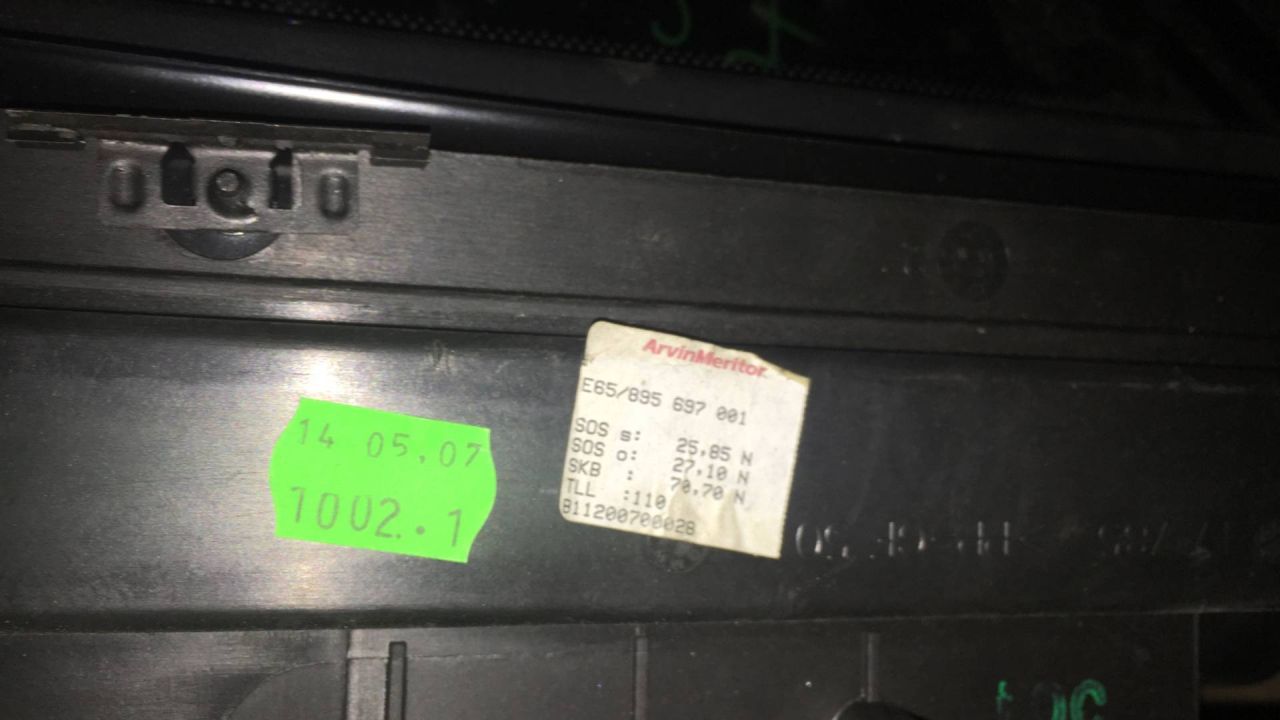 14 05.07
1002.1
ArvinMeritor
E65/895 697 001
SOS s: 25,85 N
SOS o: 27,10 N
SKB : 70,70 N
TLL :110
811200700028